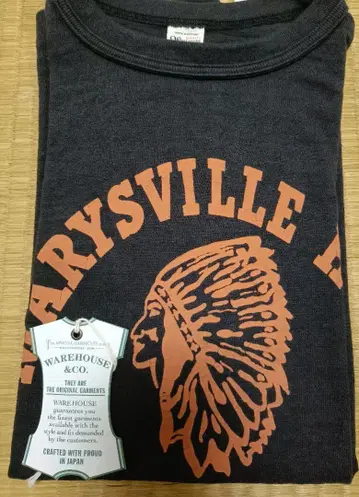 MARYSVILLE
WAREHOUSE
& CO.
THEY ARE
THE ORIGINAL GARMENTS
WAREHOUSE
guarantees you
the finest garments
available with the
style and fit demanded
by the customers.
CRAFTED WITH PROUD
IN JAPAN